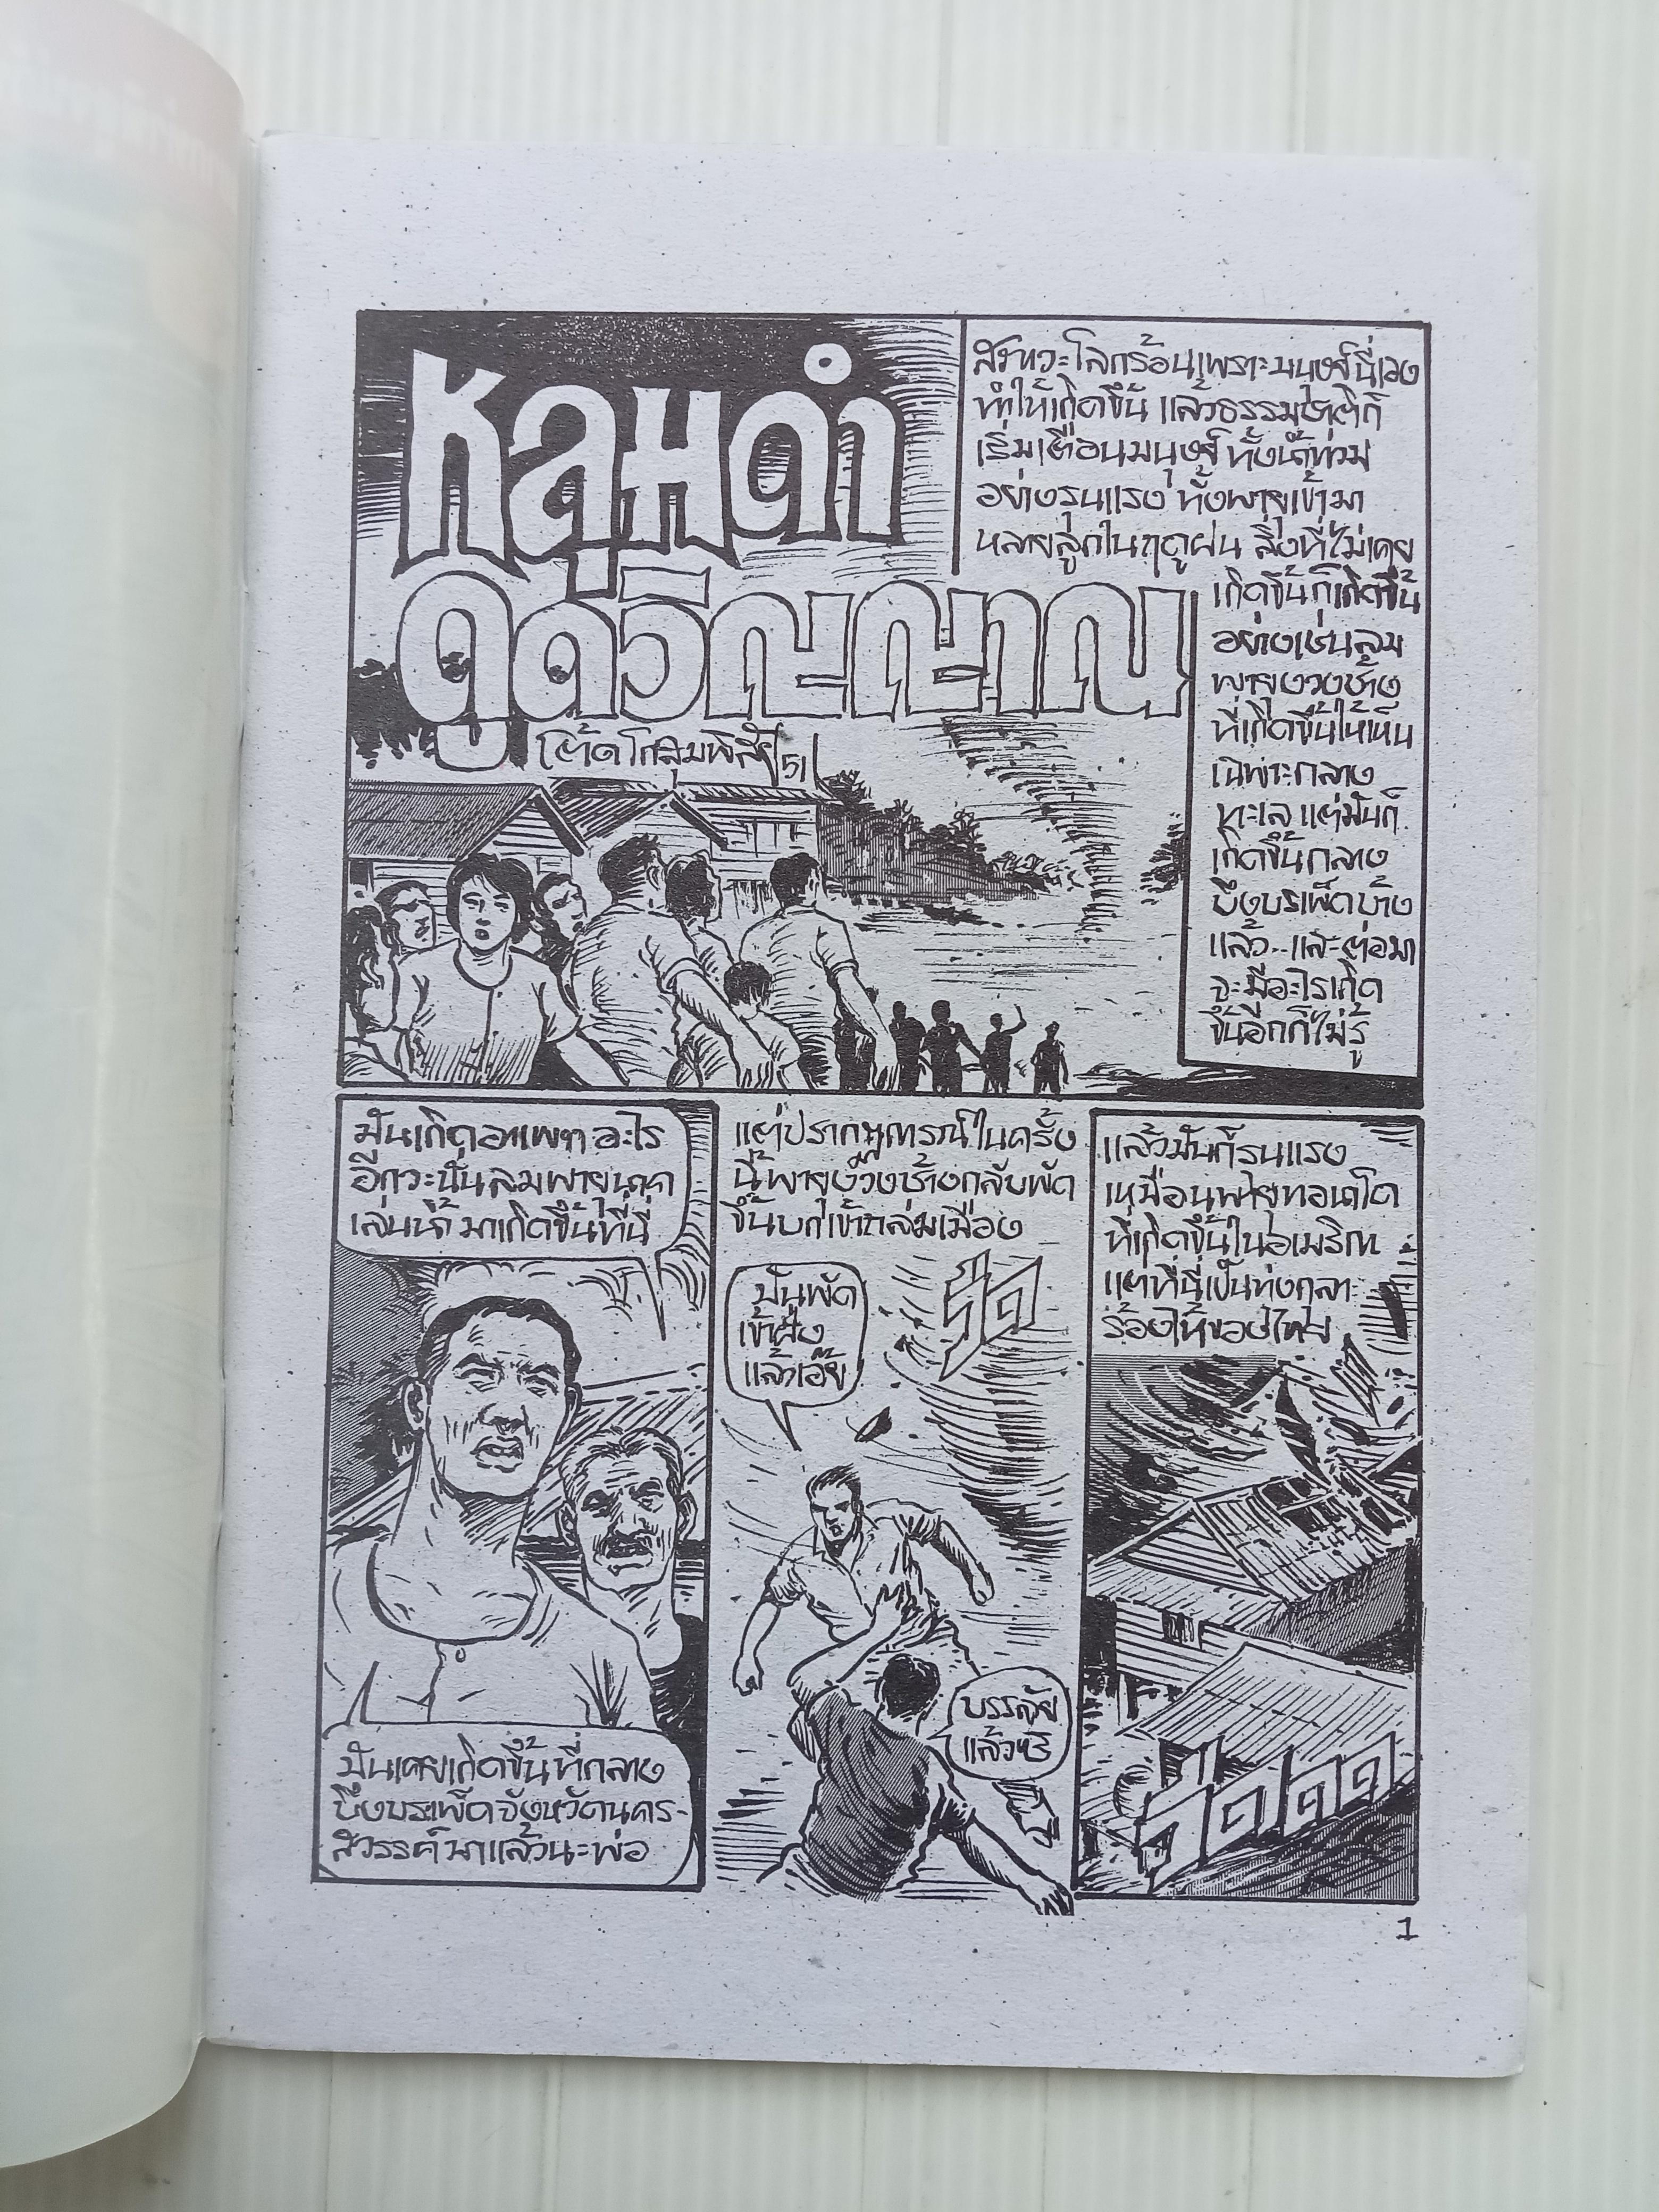 หลุมดำ
ดูดวิญญาณ
โต้ด โกสุมพิสัย 51
สภาวะโลกร้อนเพราะมนุษย์นี่เอง
ทำให้เกิดขึ้น แล้วธรรมชาติก็
เริ่มเตือนมนุษย์ ทั้งน้ำท่วม
อย่างรุนแรง ทั้งพายุเข้ามา
หลายลูกในฤดูฝน สิ่งที่ไม่เคย
เกิดขึ้นก็เกิดขึ้น
อย่างเช่นลม
พายุงวงช้าง
ที่เกิดขึ้นให้เห็น
เฉพาะกลาง
ทะเล แต่มันก็
เกิดขึ้นกลาง
บึงบรเพ็ดบ้าง
แล้ว..และต่อมา
จะมีอะไรเกิด
ขึ้นอีกก็ไม่รู้
มันเกิดอาเพทอะไร
อีกวะนั่นลมพายุนาค
เล่นน้ำ มาเกิดขึ้นที่นี่
มันเคยเกิดขึ้นที่กลาง
บึงบระเพ็ดจังหวัดนคร-
สวรรค์มาแล้วนะพ่อ
แต่ปรากฏการณ์ในครั้ง
นี้พายุงวงช้างกลับพัด
ขึ้นบกเข้าถล่มเมือง
มันพัด
เข้าฝั่ง
แล้วเอ๊ย
บรรลัย
แล้วซิ
แล้วมันก็รุนแรง
เหมือนพายุทอนาโด
ที่เกิดขึ้นในอเมริกา
แต่ที่นี่เป็นทุ่งกุลา-
ร้องไห้ของไทย
1